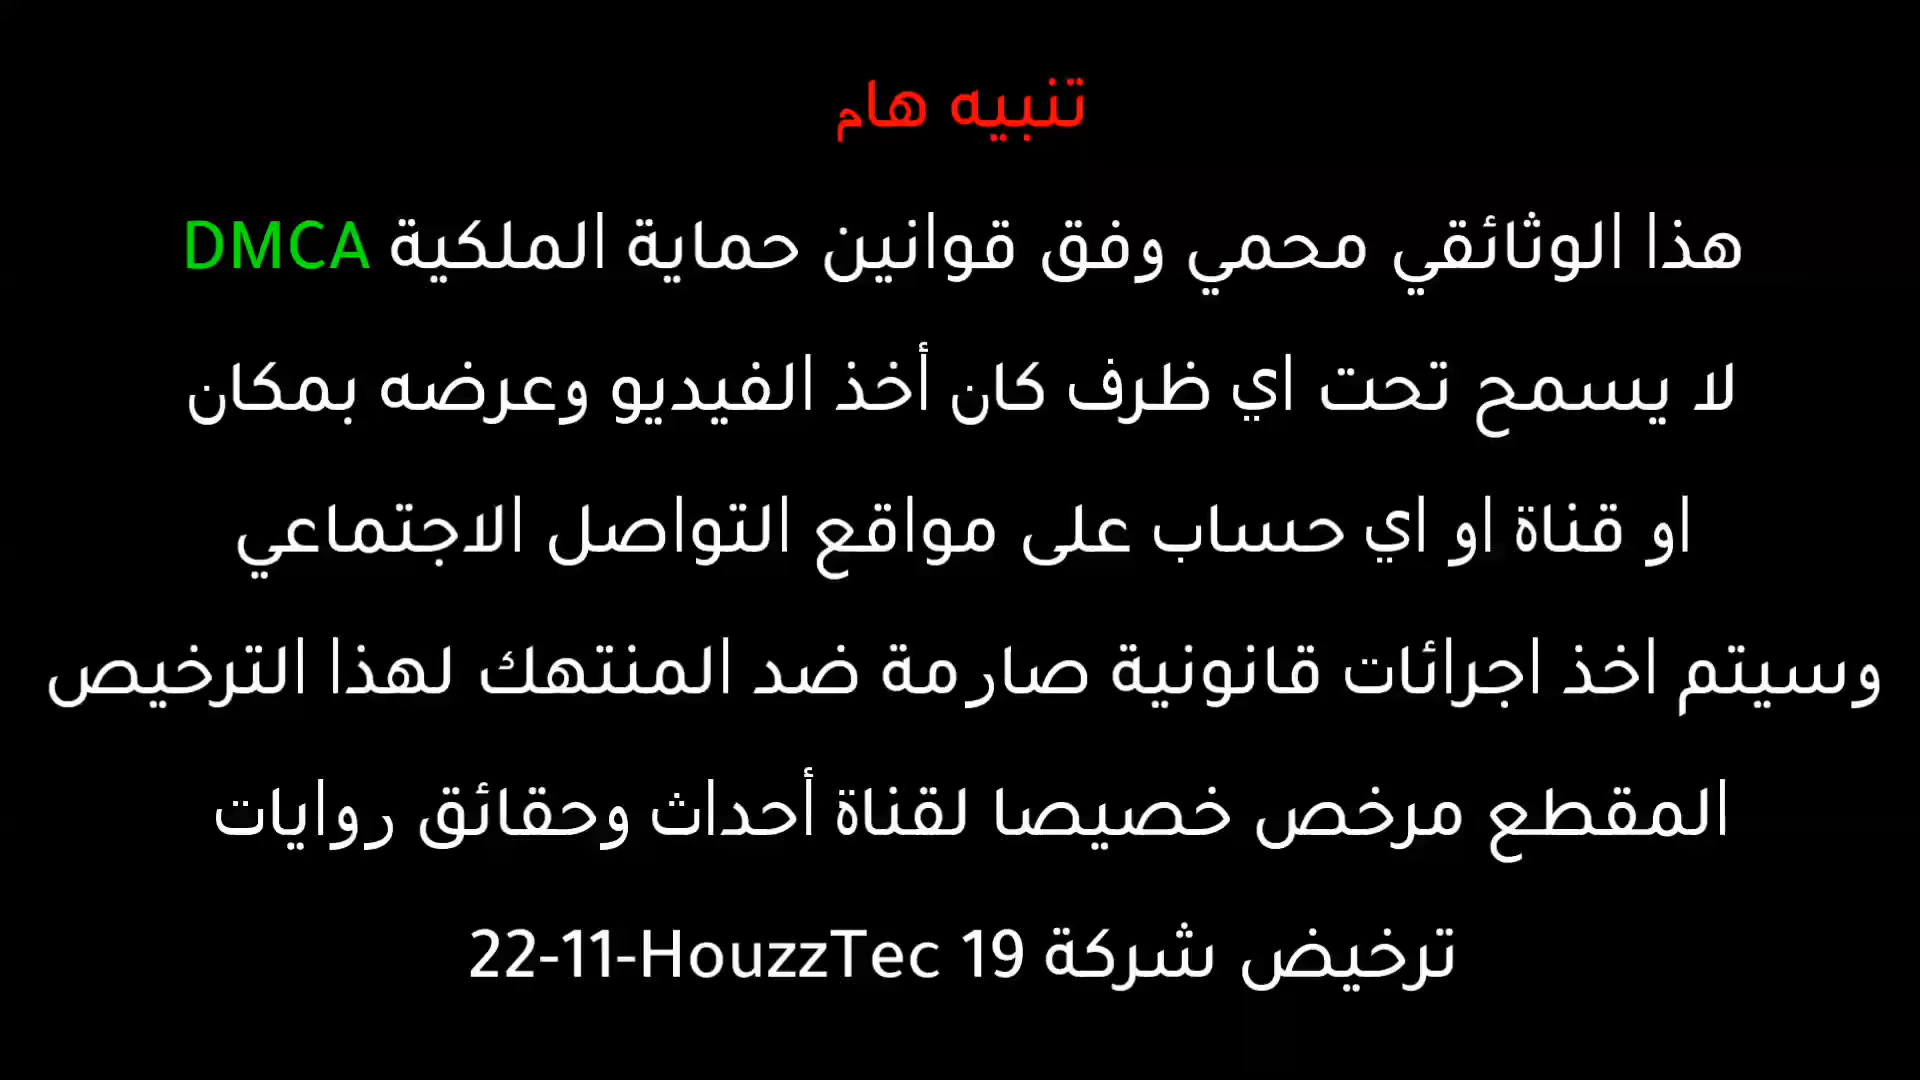 تنبيه هام
هذا الوثائقي محمي وفق قوانين حماية الملكية DMCA
لا يسمح تحت اي ظرف كان أخذ الفيديو وعرضه بمكان
او قناة او اي حساب على مواقع التواصل الاجتماعي
وسيتم اخذ اجرائات قانونية صارمة ضد المنتهك لهذا الترخيص
المقطع مرخص خصيصا لقناة أحداث وحقائق روايات
ترخيض شركة 22-11-HouzzTec 19